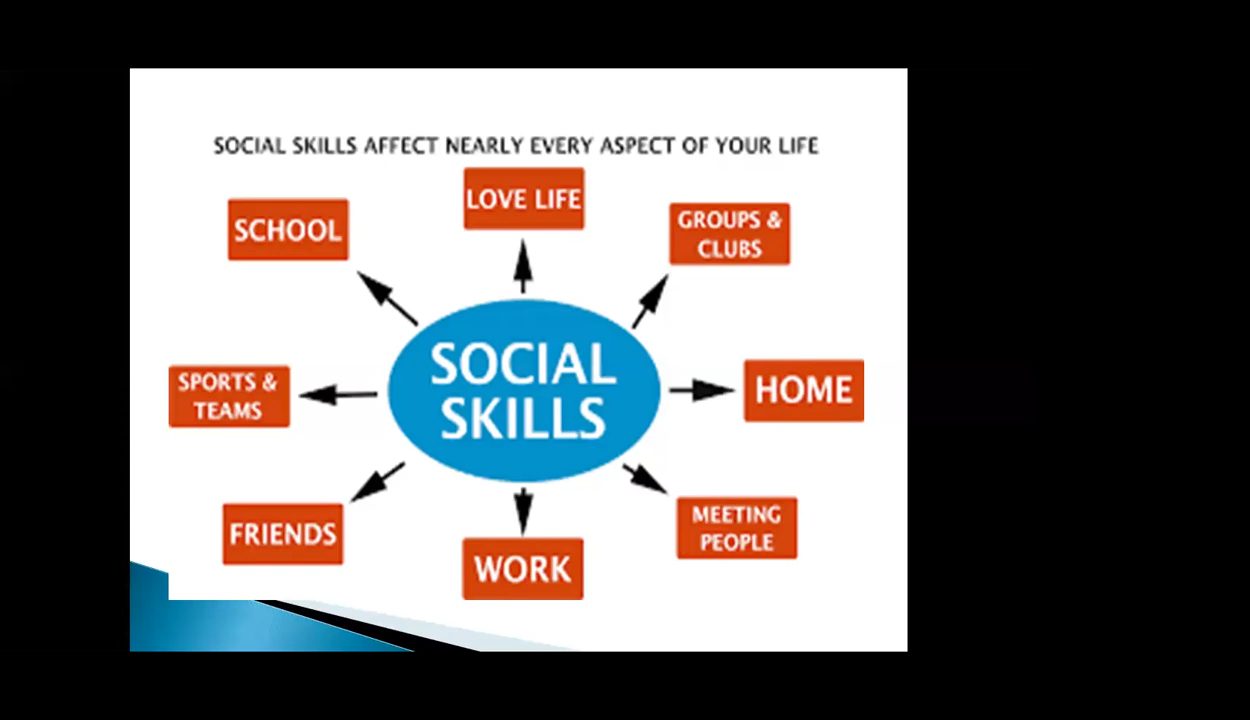 SOCIAL SKILLS AFFECT NEARLY EVERY ASPECT OF YOUR LIFE
LOVE LIFE
SCHOOL
GROUPS &
CLUBS
SOCIAL
SKILLS
SPORTS &
TEAMS
HOME
FRIENDS
WORK
MEETING
PEOPLE